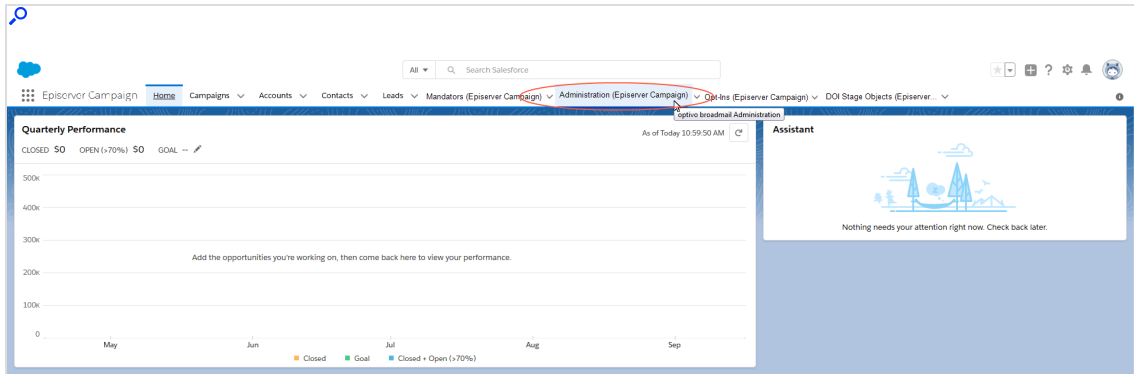 All Search Salesforce
Episerver Campaign Home Campaigns Accounts Contacts Leads Mandators (Episerver Campaign) Administration (Episerver Campaign) Opt-Ins (Episerver Campaign) DOI Stage Objects (Episerver...
optivo broadmail Administration
Quarterly Performance
As of Today 10:59:50 AM
CLOSED $0 OPEN (>70%) $0 GOAL --
500K
400K
300K
Add the opportunities you're working on, then come back here to view your performance.
200K
100K
0
May Jun Jul Aug Sep
Closed Goal Closed + Open (>70%)
Assistant
Nothing needs your attention right now. Check back later.